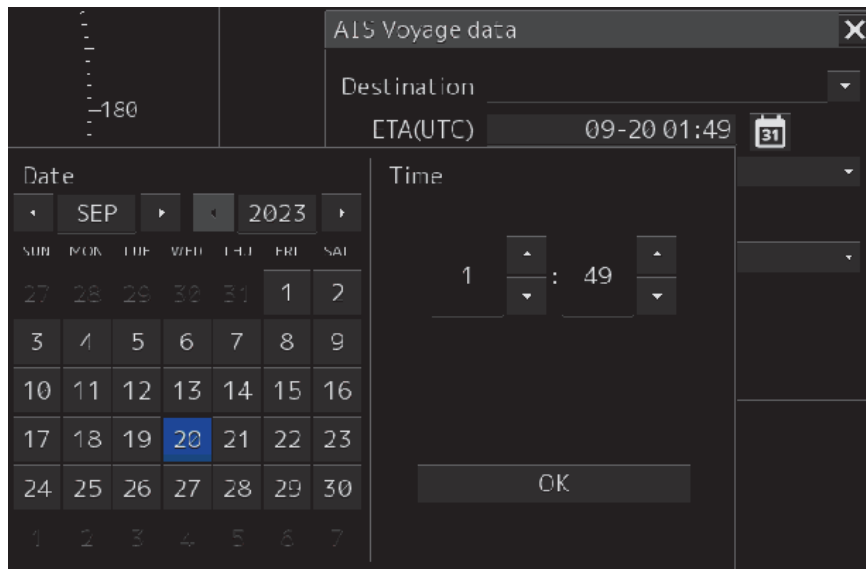 AIS Voyage data
180
Destination
ETA(UTC) 09-20 01:49
31
Date
SEP 2023
SUN MON TUE WED THU FRI SAT
27 28 29 30 31 1 2
3 4 5 6 7 8 9
10 11 12 13 14 15 16
17 18 19 20 21 22 23
24 25 26 27 28 29 30
1 2 3 4 5 6 7
Time
1 : 49
OK